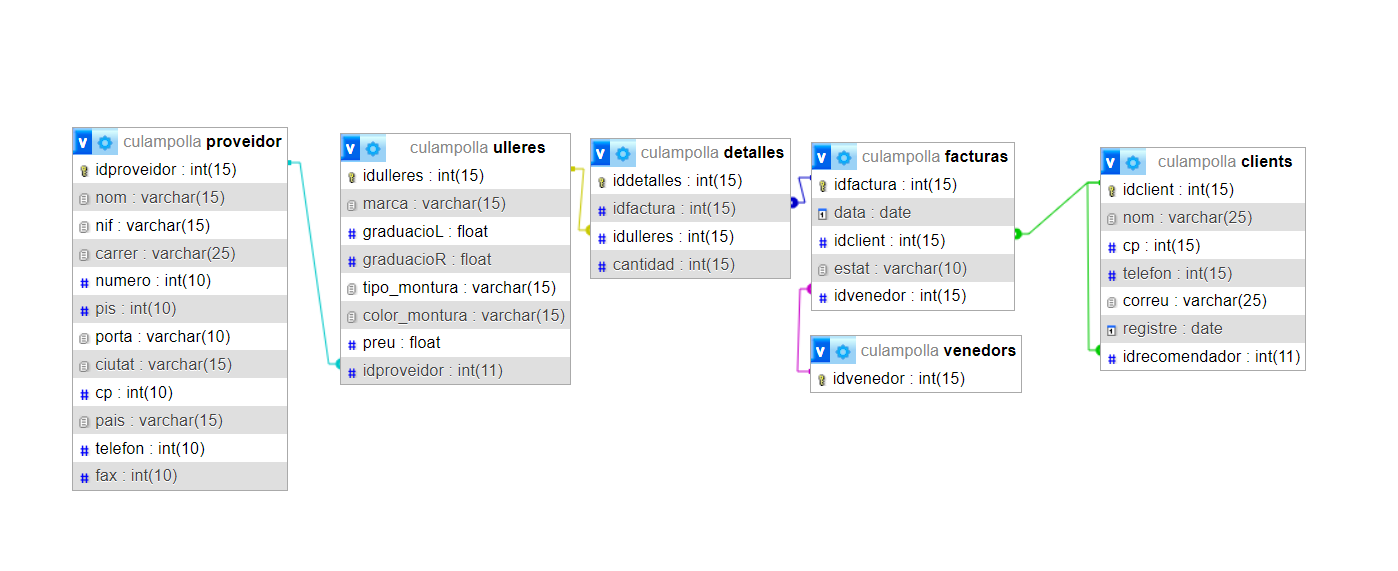 culampolla proveidor
idproveidor : int(15)
nom : varchar(15)
nif : varchar(15)
carrer : varchar(25)
numero : int(10)
pis : int(10)
porta : varchar(10)
ciutat : varchar(15)
cp : int(10)
pais : varchar(15)
telefon : int(10)
fax : int(10)
culampolla ulleres
idulleres : int(15)
marca : varchar(15)
graduacioL : float
graduacioR : float
tipo_montura : varchar(15)
color_montura : varchar(15)
preu : float
idproveidor : int(11)
culampolla detalles
iddetalles : int(15)
idfactura : int(15)
idulleres : int(15)
cantidad : int(15)
culampolla facturas
idfactura : int(15)
data : date
idclient : int(15)
estat : varchar(10)
idvenedor : int(15)
culampolla venedors
idvenedor : int(15)
culampolla clients
idclient : int(15)
nom : varchar(25)
cp : int(15)
telefon : int(15)
correu : varchar(25)
registre : date
idrecomendador : int(11)